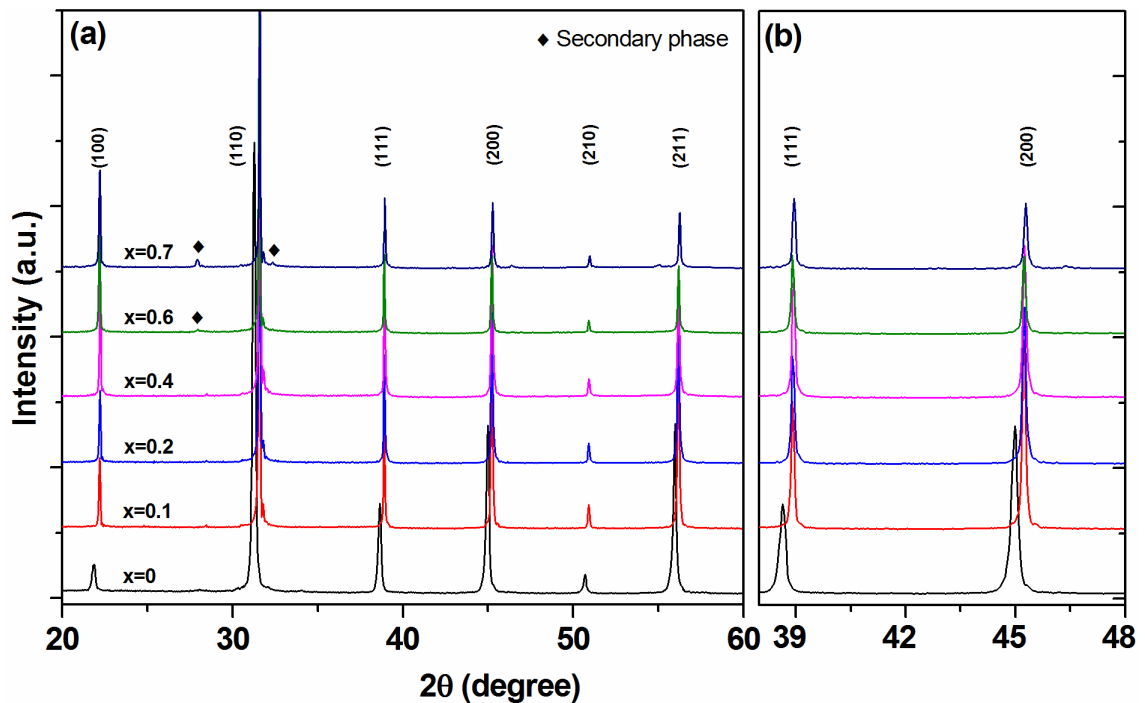 (a)
◆ Secondary phase
(b)
(100)
(110)
(111)
(200)
(210)
(211)
(111)
(200)
Intensity (a.u.)
x=0.7
x=0.6
x=0.4
x=0.2
x=0.1
x=0
20 30 40 50 60 39 42 45 48
2θ (degree)